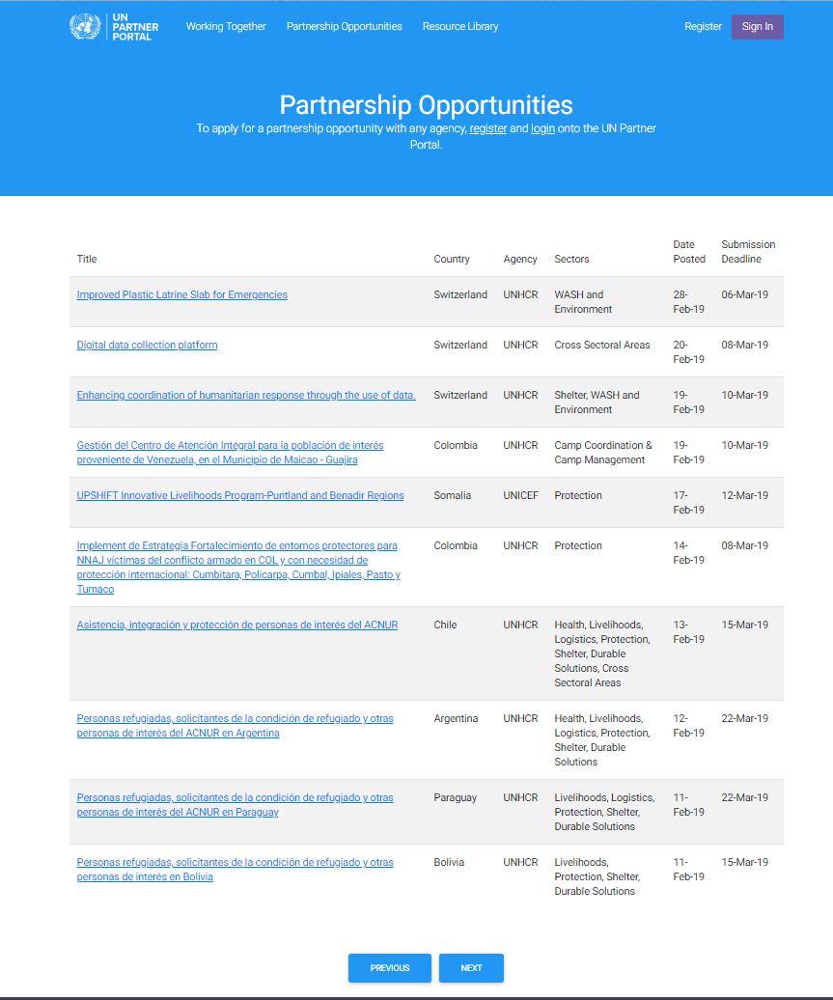 UN
PARTNER
PORTAL
Working Together
Partnership Opportunities
Resource Library
Register
Sign In
Partnership Opportunities
To apply for a partnership opportunity with any agency, register and login onto the UN Partner
Portal.
Title
Country
Agency
Sectors
Date
Posted
Submission
Deadline
Improved Plastic Latrine Slab for Emergencies
Switzerland
UNHCR
WASH and
Environment
28-
Feb-19
06-Mar-19
Digital data collection platform
Switzerland
UNHCR
Cross Sectoral Areas
20-
Feb-19
08-Mar-19
Enhancing coordination of humanitarian response through the use of data.
Switzerland
UNHCR
Shelter, WASH and
Environment
19-
Feb-19
10-Mar-19
Gestión del Centro de Atención Integral para la población de interés
proveniente de Venezuela, en el Municipio de Maicao - Guajira
Colombia
UNHCR
Camp Coordination &
Camp Management
19-
Feb-19
10-Mar-19
UPSHIFT Innovative Livelihoods Program-Puntland and Benadir Regions
Somalia
UNICEF
Protection
17-
Feb-19
12-Mar-19
Implement de Estrategia Fortalecimiento de entornos protectores para
NNAJ víctimas del conflicto armado en COL y con necesidad de
protección internacional: Cumbitara, Policarpa, Cumbal, Ipiales, Pasto y
Tumaco
Colombia
UNHCR
Protection
14-
Feb-19
08-Mar-19
Asistencia, integración y protección de personas de interés del ACNUR
Chile
UNHCR
Health, Livelihoods,
Logistics, Protection,
Shelter, Durable
Solutions, Cross
Sectoral Areas
13-
Feb-19
15-Mar-19
Personas refugiadas, solicitantes de la condición de refugiado y otras
personas de interés del ACNUR en Argentina
Argentina
UNHCR
Health, Livelihoods,
Logistics, Protection,
Shelter, Durable
Solutions
12-
Feb-19
22-Mar-19
Personas refugiadas, solicitantes de la condición de refugiado y otras
personas de interés del ACNUR en Paraguay
Paraguay
UNHCR
Livelihoods, Logistics,
Protection, Shelter,
Durable Solutions
11-
Feb-19
22-Mar-19
Personas refugiadas, solicitantes de la condición de refugiado y otras
personas de interés en Bolivia
Bolivia
UNHCR
Livelihoods,
Protection, Shelter,
Durable Solutions
11-
Feb-19
15-Mar-19
PREVIOUS
NEXT